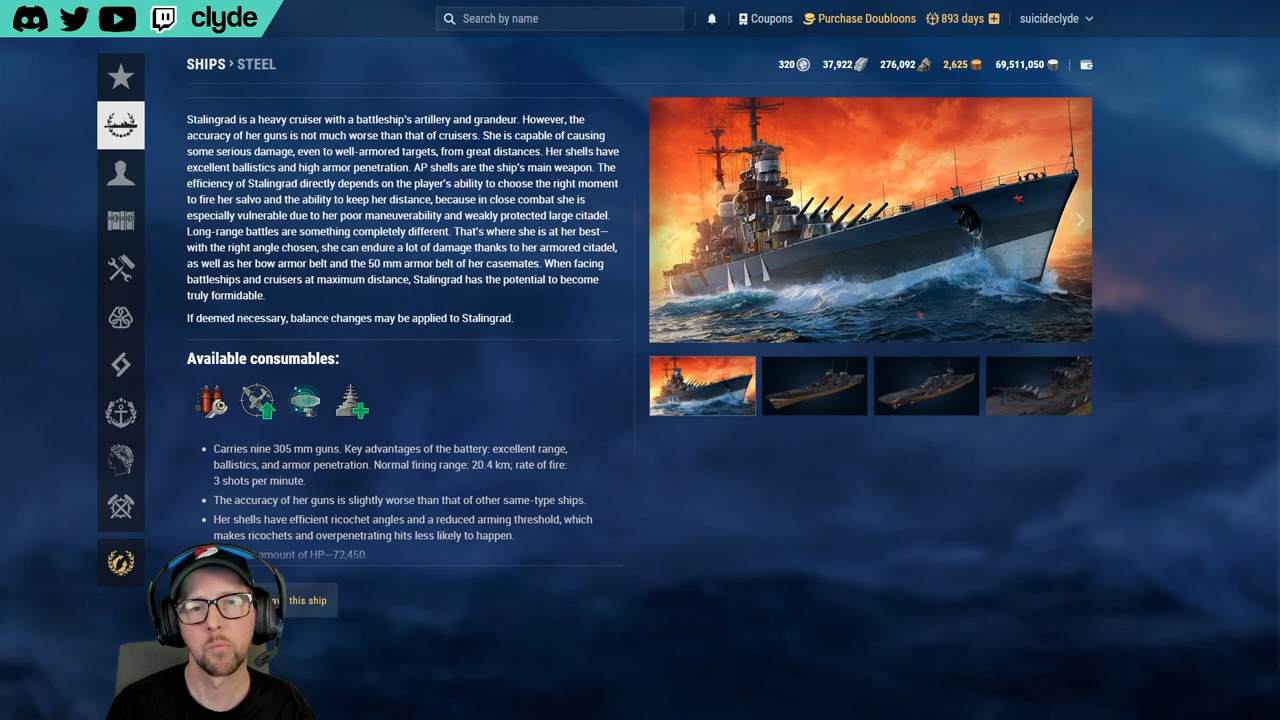 clyde
Search by name
Coupons
Purchase Doubloons
893 days
suicideclyde
SHIPS > STEEL
320
37,922
276,092
2,625
69,511,050
Stalingrad is a heavy cruiser with a battleship's artillery and grandeur. However, the
accuracy of her guns is not much worse than that of cruisers. She is capable of causing
some serious damage, even to well-armored targets, from great distances. Her shells have
excellent ballistics and high armor penetration. AP shells are the ship's main weapon. The
efficiency of Stalingrad directly depends on the player's ability to choose the right moment
to fire her salvo and the ability to keep her distance, because in close combat she is
especially vulnerable due to her poor maneuverability and weakly protected large citadel.
Long-range battles are something completely different. That's where she is at her best—
with the right angle chosen, she can endure a lot of damage thanks to her armored citadel,
as well as her bow armor belt and the 50 mm armor belt of her casemates. When facing
battleships and cruisers at maximum distance, Stalingrad has the potential to become
truly formidable.
If deemed necessary, balance changes may be applied to Stalingrad.
Available consumables:
• Carries nine 305 mm guns. Key advantages of the battery: excellent range,
ballistics, and armor penetration. Normal firing range: 20.4 km; rate of fire:
3 shots per minute.
• The accuracy of her guns is slightly worse than that of other same-type ships.
• Her shells have efficient ricochet angles and a reduced arming threshold, which
makes ricochets and overpenetrating hits less likely to happen.
amount of HP—72,450.
this ship